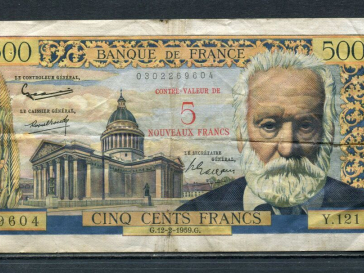 500
BANQUE DE FRANCE
500
0302269604
LE CONTROLEUR GÉNÉRAL,
CONTRE-VALEUR DE
5
NOUVEAUX FRANCS
LE CAISSIER GÉNÉRAL,
LE SECRÉTAIRE
GÉNÉRAL,
9604
CINQ CENTS FRANCS
Y.121
G.12-2-1959.G.